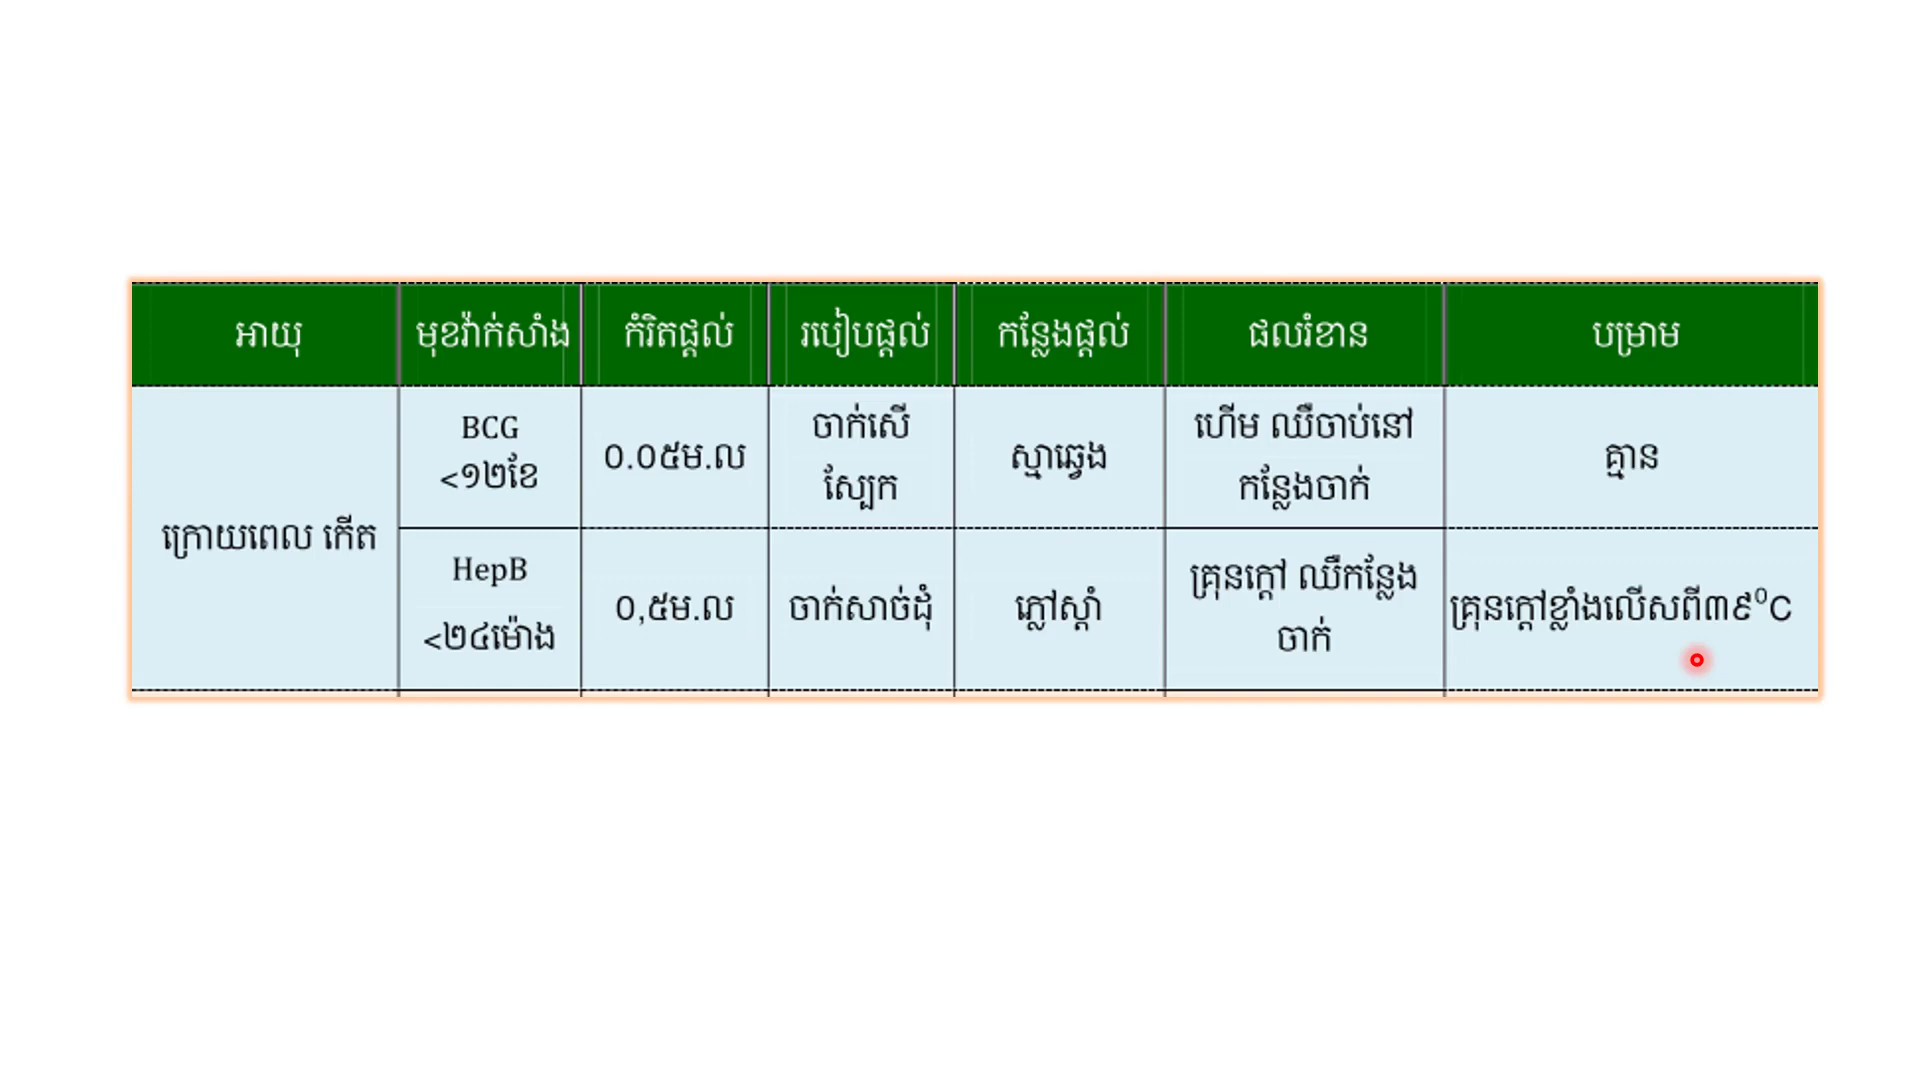 អាយុ
មុខវ៉ាក់សាំង
កំរិតផ្តល់
របៀបផ្តល់
កន្លែងផ្តល់
ផលរំខាន
បម្រាម
ក្រោយពេល កើត
BCG
<១២ខែ
០.០៥ម.ល
ចាក់សើ
ស្បែក
ស្មាឆ្វេង
ហើម ឈឺចាប់នៅ
កន្លែងចាក់
គ្មាន
HepB
<២៤ម៉ោង
០,៥ម.ល
ចាក់សាច់ដុំ
ភ្លៅស្តាំ
គ្រុនក្តៅ ឈឺកន្លែង
ចាក់
គ្រុនក្តៅខ្លាំងលើសពី៣៩⁰C